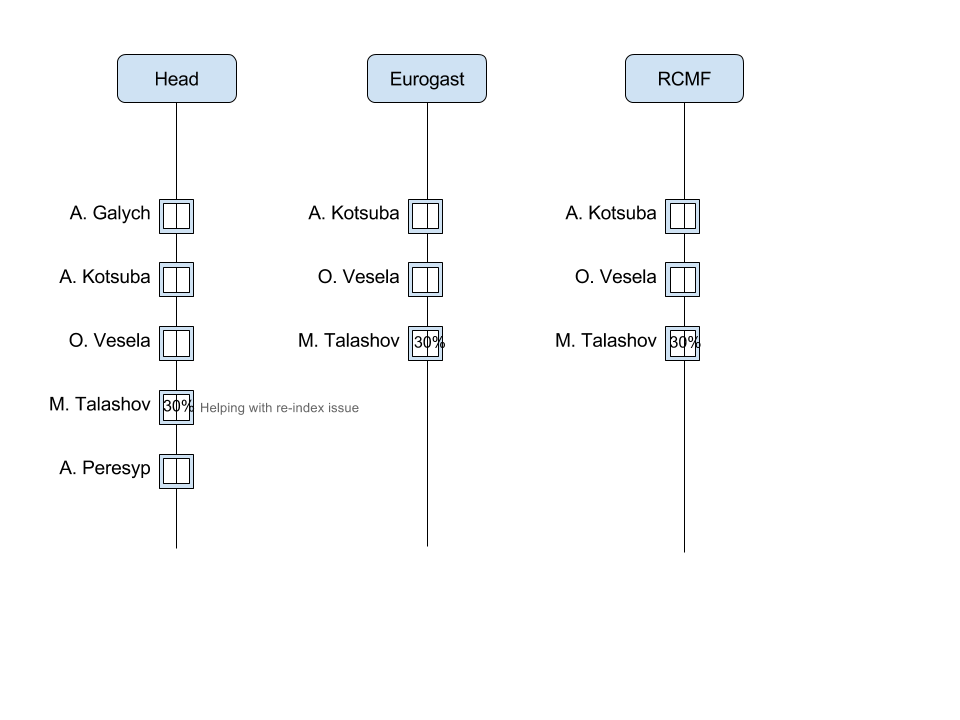 Head
Eurogast
RCMF
A. Galych
A. Kotsuba
O. Vesela
M. Talashov
30%
Helping with re-index issue
A. Peresyp
A. Kotsuba
O. Vesela
M. Talashov
30%
A. Kotsuba
O. Vesela
M. Talashov
30%